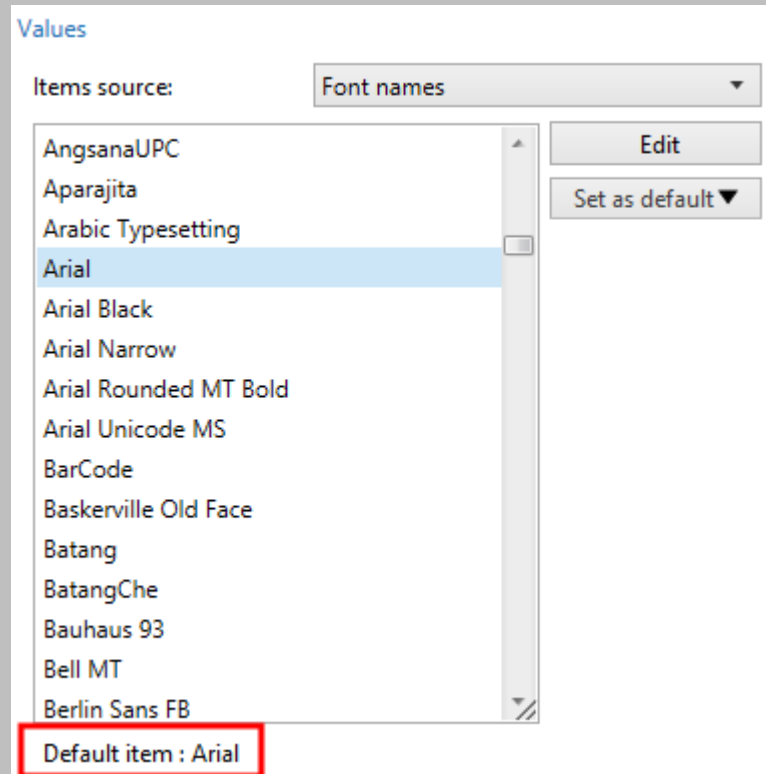 Values
Items source: Font names
Edit
Set as default
AngsanaUPC
Aparajita
Arabic Typesetting
Arial
Arial Black
Arial Narrow
Arial Rounded MT Bold
Arial Unicode MS
BarCode
Baskerville Old Face
Batang
BatangChe
Bauhaus 93
Bell MT
Berlin Sans FB
Default item : Arial